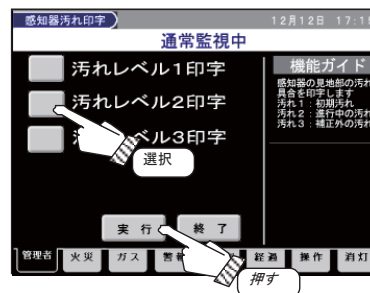 感知器汚れ印字
12月12日 17:1
通常監視中
汚れレベル1印字
汚れレベル2印字
ベル3印字
選択
機能ガイド
感知器の見地部の汚れ
具合を印字します
汚れ1：初期汚れ
汚れ2：進行中の汚れ
汚れ3：補正外の汚れ
実行 終了
管理者 火災 ガス 警 経過 操作 消灯
押す